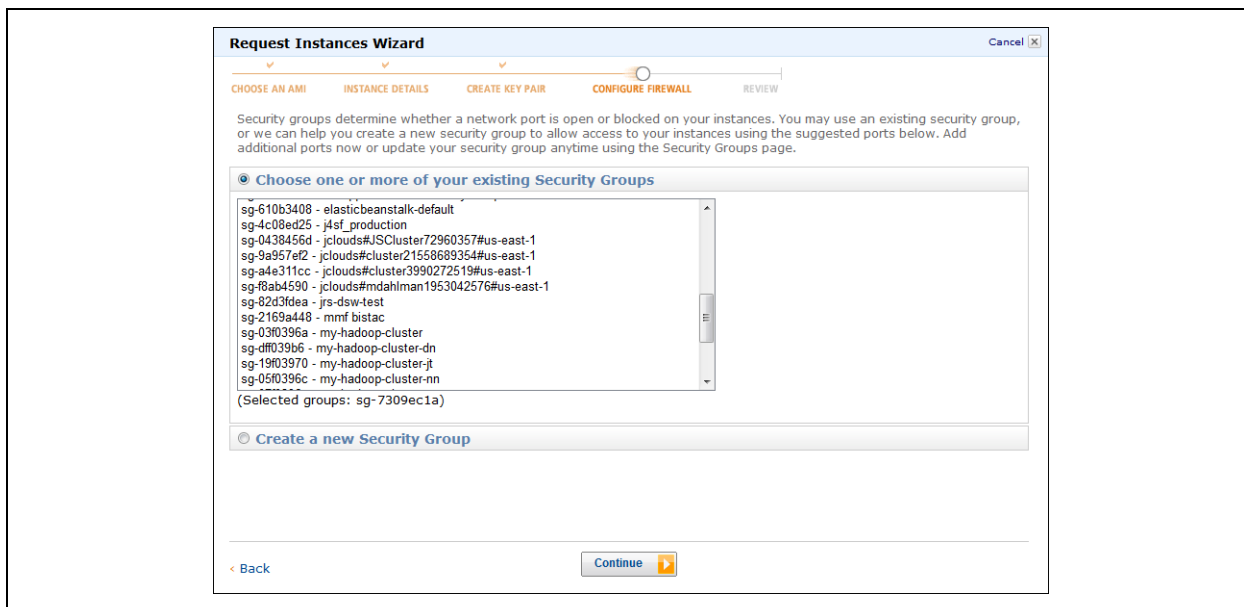 Request Instances Wizard
Cancel
CHOOSE AN AMI INSTANCE DETAILS CREATE KEY PAIR CONFIGURE FIREWALL REVIEW
Security groups determine whether a network port is open or blocked on your instances. You may use an existing security group,
or we can help you create a new security group to allow access to your instances using the suggested ports below. Add
additional ports now or update your security group anytime using the Security Groups page.
Choose one or more of your existing Security Groups
sg-610b3408 - elasticbeanstalk-default
sg-4c08ed25 - j4sf_production
sg-0438456d - jclouds#JSCluster72960357#us-east-1
sg-9a957ef2 - jclouds#cluster21558689354#us-east-1
sg-a4e311cc - jclouds#cluster3990272519#us-east-1
sg-f8ab4590 - jclouds#mdahlman1953042576#us-east-1
sg-82d3fdea - jrs-dsw-test
sg-2169a448 - mmf bistac
sg-03f0396a - my-hadoop-cluster
sg-dff039b6 - my-hadoop-cluster-dn
sg-19f03970 - my-hadoop-cluster-jt
sg-05f0396c - my-hadoop-cluster-nn
(Selected groups: sg-7309ec1a)
Create a new Security Group
< Back
Continue